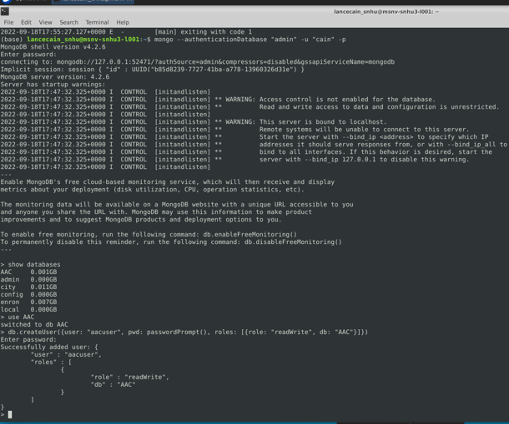 lancecain_snhu@msnv-snhu3-l001: ~
File Edit View Search Terminal Help
2022-09-18T17:55:27.127+0000 E - [main] exiting with code 1
(base) lancecain_snhu@msnv-snhu3-l001:~$ mongo --authenticationDatabase "admin" -u "cain" -p
MongoDB shell version v4.2.6
Enter password:
connecting to: mongodb://127.0.0.1:52471/?authSource=admin&compressors=disabled&gssapiServiceName=mongodb
Implicit session: session { "id" : UUID("b85d8239-7727-41ba-a778-13960326d31e") }
MongoDB server version: 4.2.6
Server has startup warnings:
2022-09-18T17:47:32.325+0000 I CONTROL [initandlisten]
2022-09-18T17:47:32.325+0000 I CONTROL [initandlisten] ** WARNING: Access control is not enabled for the database.
2022-09-18T17:47:32.325+0000 I CONTROL [initandlisten] ** Read and write access to data and configuration is unrestricted.
2022-09-18T17:47:32.325+0000 I CONTROL [initandlisten]
2022-09-18T17:47:32.325+0000 I CONTROL [initandlisten] ** WARNING: This server is bound to localhost.
2022-09-18T17:47:32.325+0000 I CONTROL [initandlisten] ** Remote systems will be unable to connect to this server.
2022-09-18T17:47:32.325+0000 I CONTROL [initandlisten] ** Start the server with --bind_ip <address> to specify which IP
2022-09-18T17:47:32.325+0000 I CONTROL [initandlisten] ** addresses it should serve responses from, or with --bind_ip_all to
2022-09-18T17:47:32.325+0000 I CONTROL [initandlisten] ** bind to all interfaces. If this behavior is desired, start the
2022-09-18T17:47:32.325+0000 I CONTROL [initandlisten] ** server with --bind_ip 127.0.0.1 to disable this warning.
2022-09-18T17:47:32.325+0000 I CONTROL [initandlisten]
---
Enable MongoDB's free cloud-based monitoring service, which will then receive and display
metrics about your deployment (disk utilization, CPU, operation statistics, etc).
The monitoring data will be available on a MongoDB website with a unique URL accessible to you
and anyone you share the URL with. MongoDB may use this information to make product
improvements and to suggest MongoDB products and deployment options to you.
To enable free monitoring, run the following command: db.enableFreeMonitoring()
To permanently disable this reminder, run the following command: db.disableFreeMonitoring()
---
> show databases
AAC 0.001GB
admin 0.000GB
city 0.011GB
config 0.000GB
enron 0.007GB
local 0.000GB
> use AAC
switched to db AAC
> db.createUser({user: "aacuser", pwd: passwordPrompt(), roles: [{role: "readWrite", db: "AAC"}]})
Enter password:
Successfully added user: {
"user" : "aacuser",
"roles" : [
{
"role" : "readWrite",
"db" : "AAC"
}
]
}
>